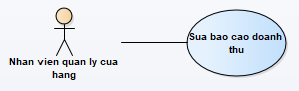 Nhan vien quan ly cua
hang
Sua bao cao doanh
thu